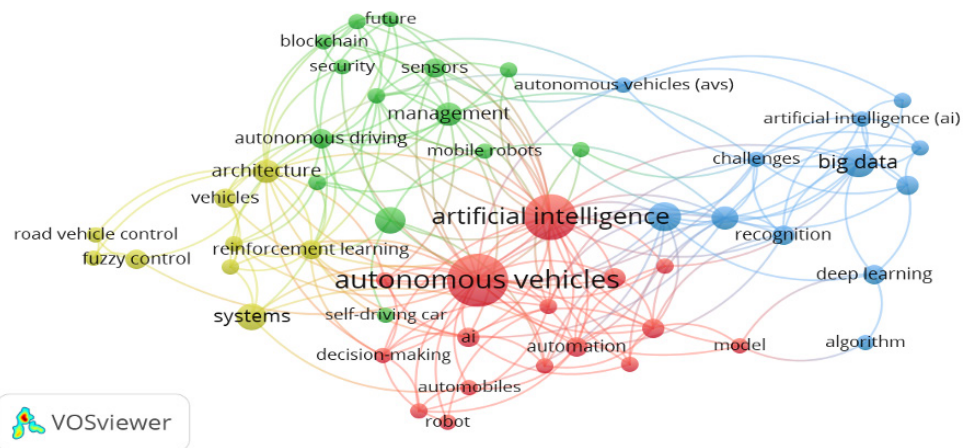 future
blockchain
security
sensors
autonomous vehicles (avs)
management
artificial intelligence (ai)
autonomous driving
mobile robots
challenges
big data
architecture
vehicles
artificial intelligence
road vehicle control
recognition
reinforcement learning
fuzzy control
deep learning
autonomous vehicles
systems
self-driving car
ai
automation
model
algorithm
decision-making
automobiles
robot
VOSviewer